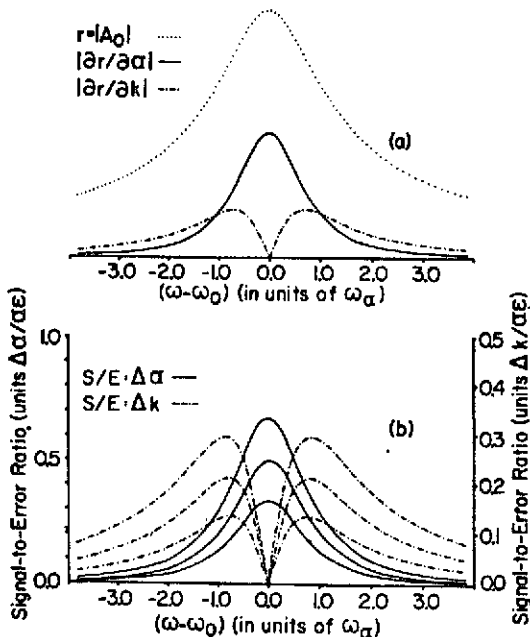 r=|A₀|
|∂r/∂α|
|∂r/∂k|
(a)
-3.0 -2.0 -1.0 0.0 1.0 2.0 3.0
(ω-ω₀) (in units of ωα)
Signal-to-Error Ratio, (units Δα/αε)
1.0
0.5
0.0
S/E: Δα
S/E: Δk
(b)
0.5
0.4
0.3
0.2
0.1
0.0
Signal-to-Error Ratio (units Δk/αε)
-3.0 -2.0 -1.0 0.0 1.0 2.0 3.0
(ω-ω₀) (in units of ωα)